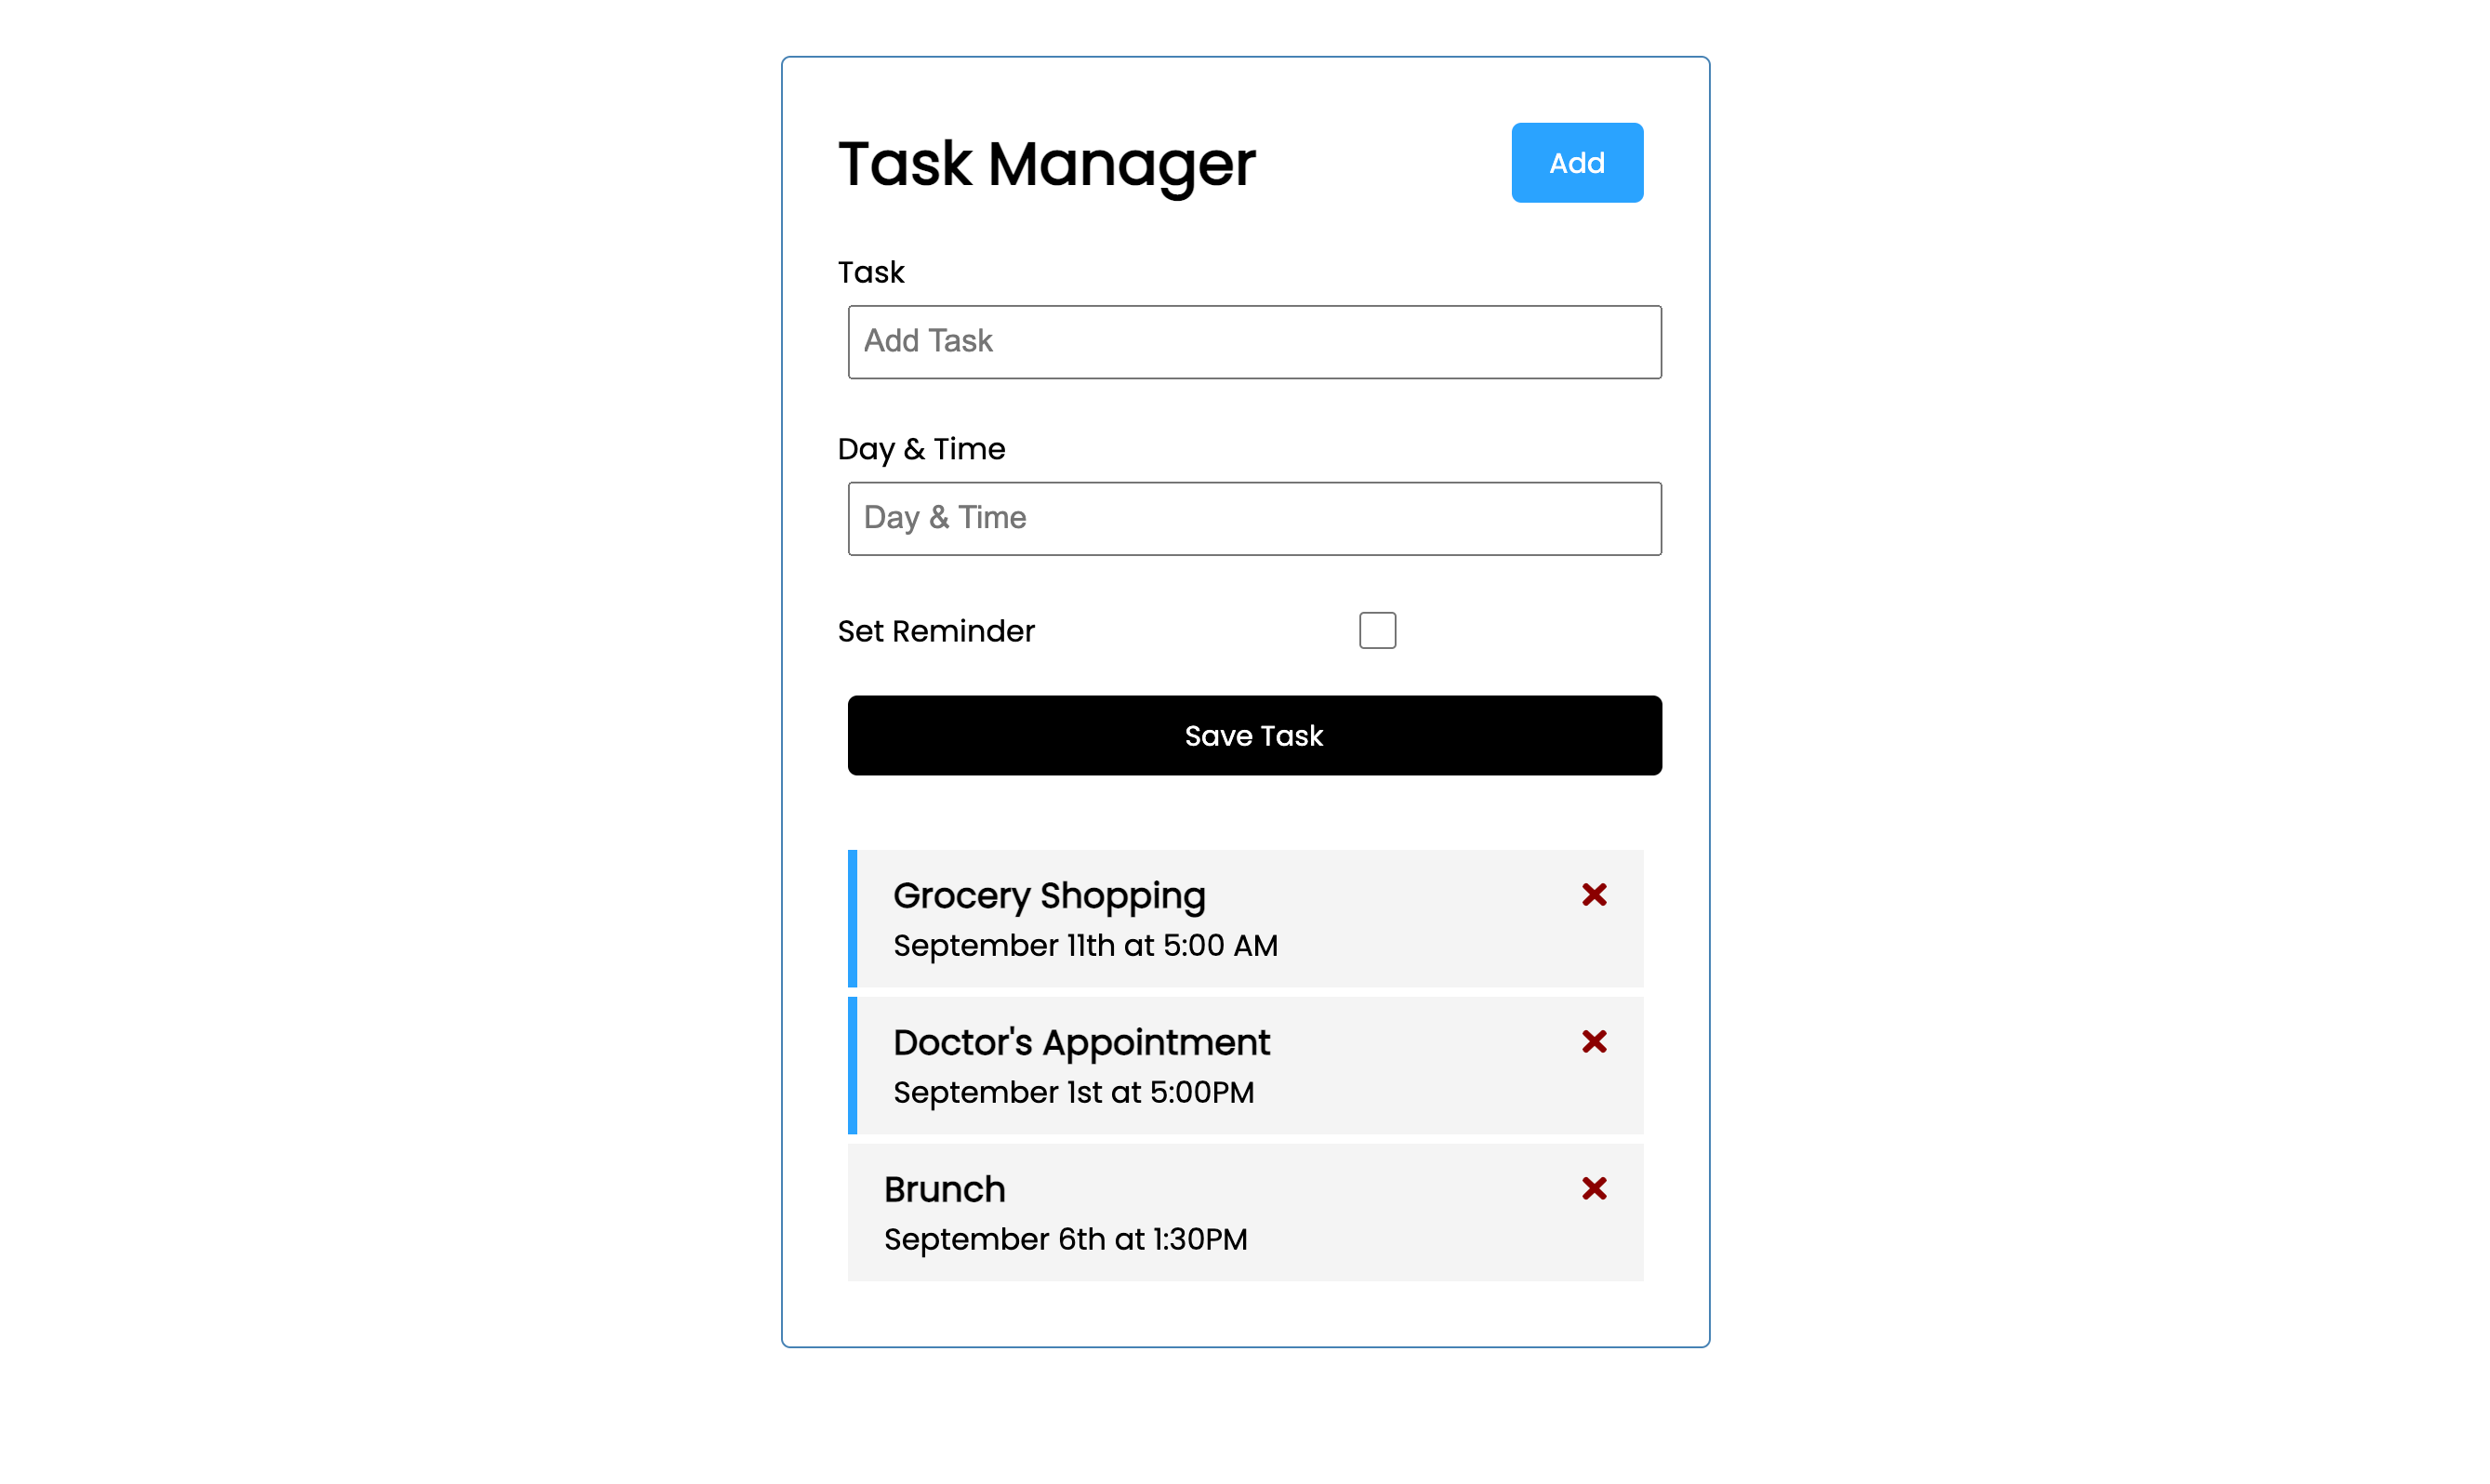 Task Manager
Add
Task
Add Task
Day & Time
Day & Time
Set Reminder
Save Task
Grocery Shopping
September 11th at 5:00 AM
Doctor's Appointment
September 1st at 5:00PM
Brunch
September 6th at 1:30PM